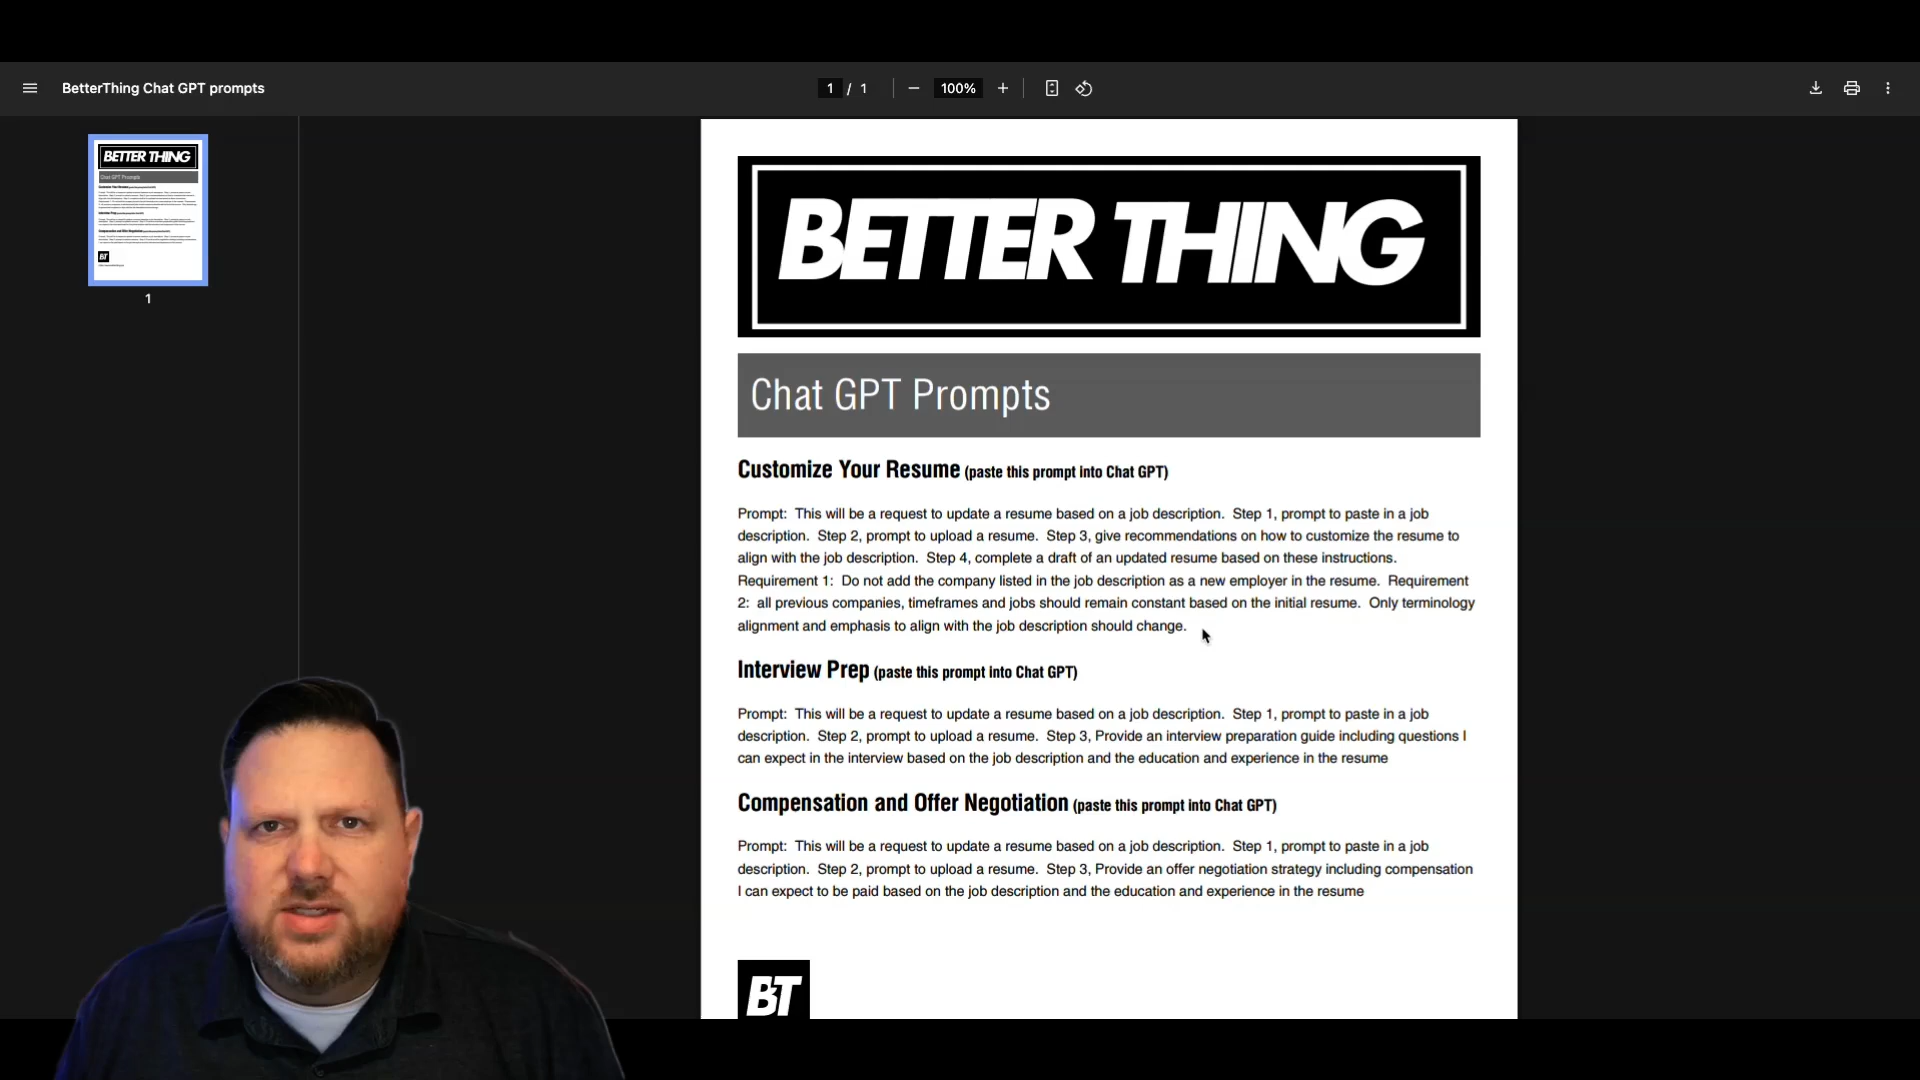 BetterThing Chat GPT prompts
1 / 1
100%
BETTER THING
Chat GPT Prompts
1
BETTER THING
Chat GPT Prompts
Customize Your Resume (paste this prompt into Chat GPT)
Prompt: This will be a request to update a resume based on a job description. Step 1, prompt to paste in a job
description. Step 2, prompt to upload a resume. Step 3, give recommendations on how to customize the resume to
align with the job description. Step 4, complete a draft of an updated resume based on these instructions.
Requirement 1: Do not add the company listed in the job description as a new employer in the resume. Requirement
2: all previous companies, timeframes and jobs should remain constant based on the initial resume. Only terminology
alignment and emphasis to align with the job description should change.
Interview Prep (paste this prompt into Chat GPT)
Prompt: This will be a request to update a resume based on a job description. Step 1, prompt to paste in a job
description. Step 2, prompt to upload a resume. Step 3, Provide an interview preparation guide including questions I
can expect in the interview based on the job description and the education and experience in the resume
Compensation and Offer Negotiation (paste this prompt into Chat GPT)
Prompt: This will be a request to update a resume based on a job description. Step 1, prompt to paste in a job
description. Step 2, prompt to upload a resume. Step 3, Provide an offer negotiation strategy including compensation
I can expect to be paid based on the job description and the education and experience in the resume
BT